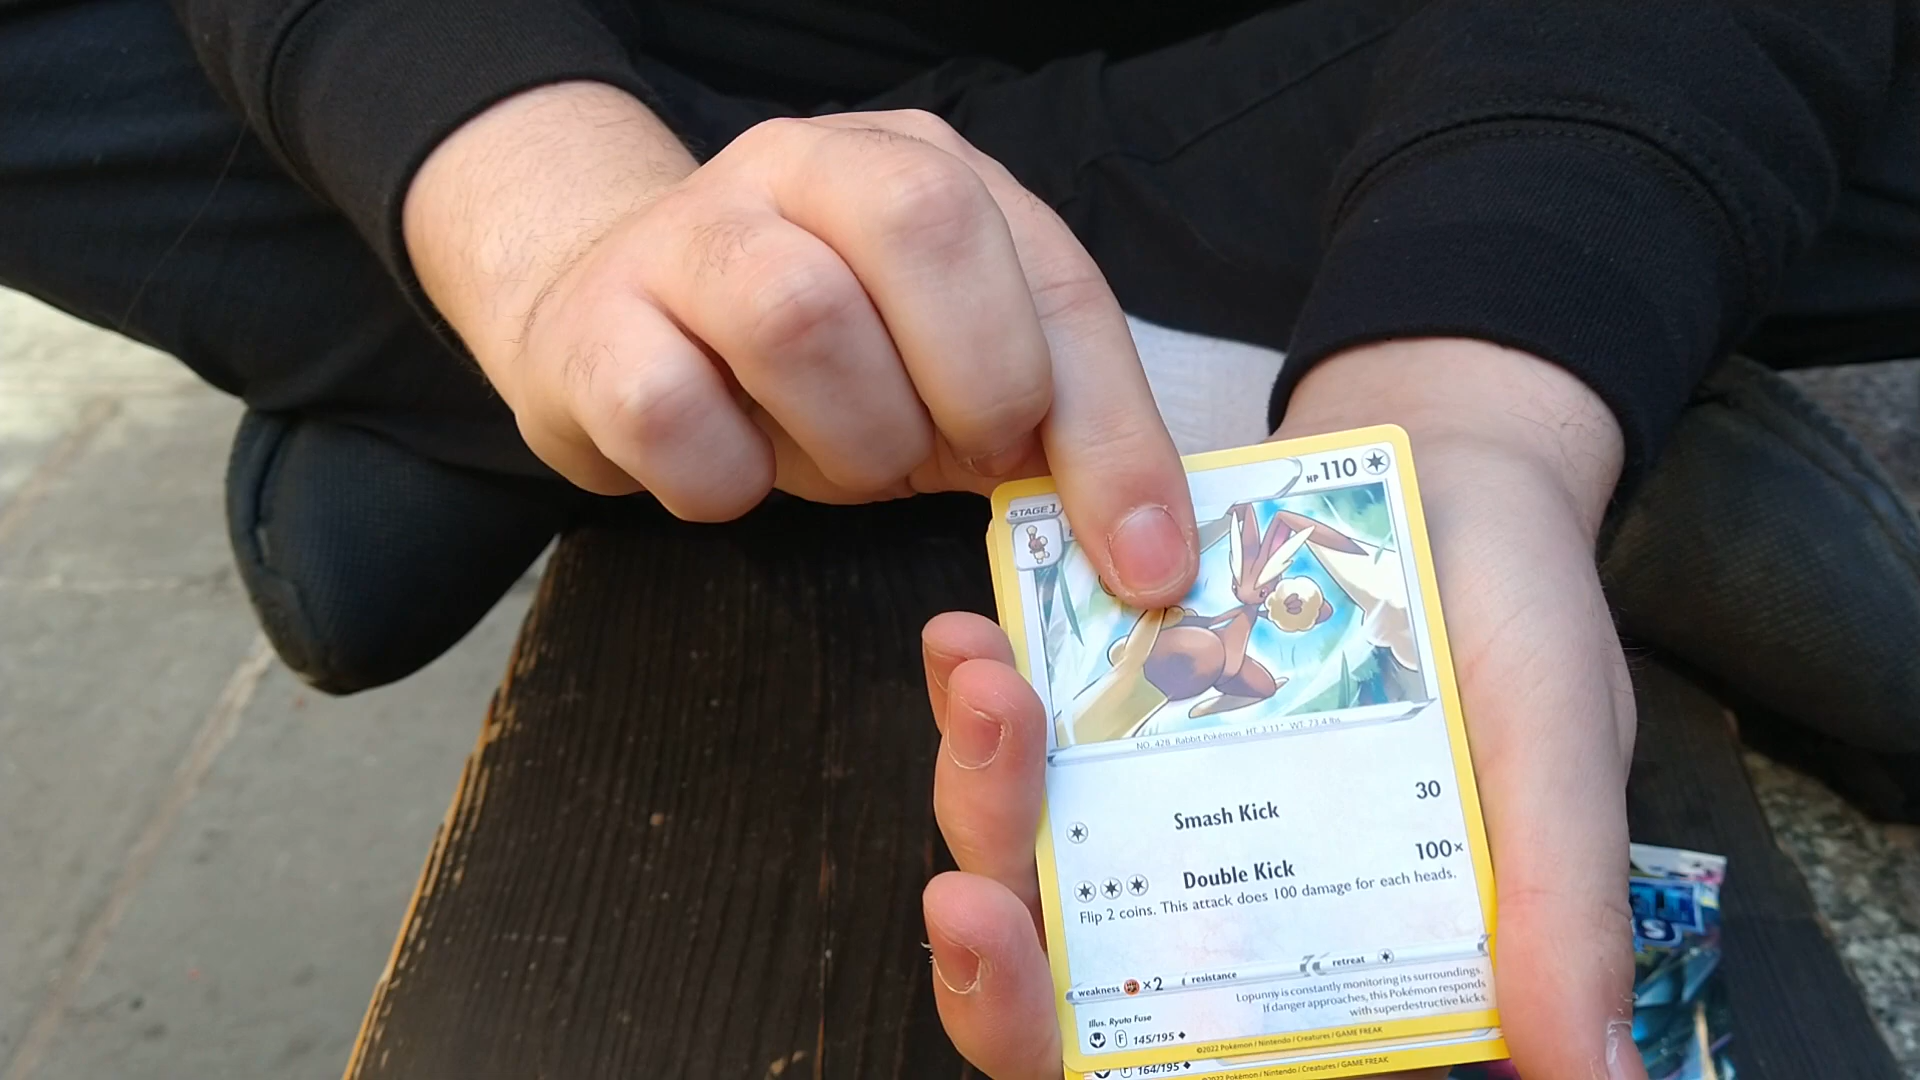 HP 110
STAGE 1
NO. 428 Rabbit Pokémon HT. 3'11" WT. 73.4 lbs
Smash Kick 30
Double Kick 100×
Flip 2 coins. This attack does 100 damage for each heads.
weakness ×2 resistance retreat
Lopunny is constantly monitoring its surroundings.
If danger approaches, this Pokémon responds
with superdestructive kicks.
Illus. Ryuta Fuse
F 145/195
©2022 Pokémon / Nintendo / Creatures / GAME FREAK
F 164/195
©2022 Pokémon / Nintendo / Creatures / GAME FREAK